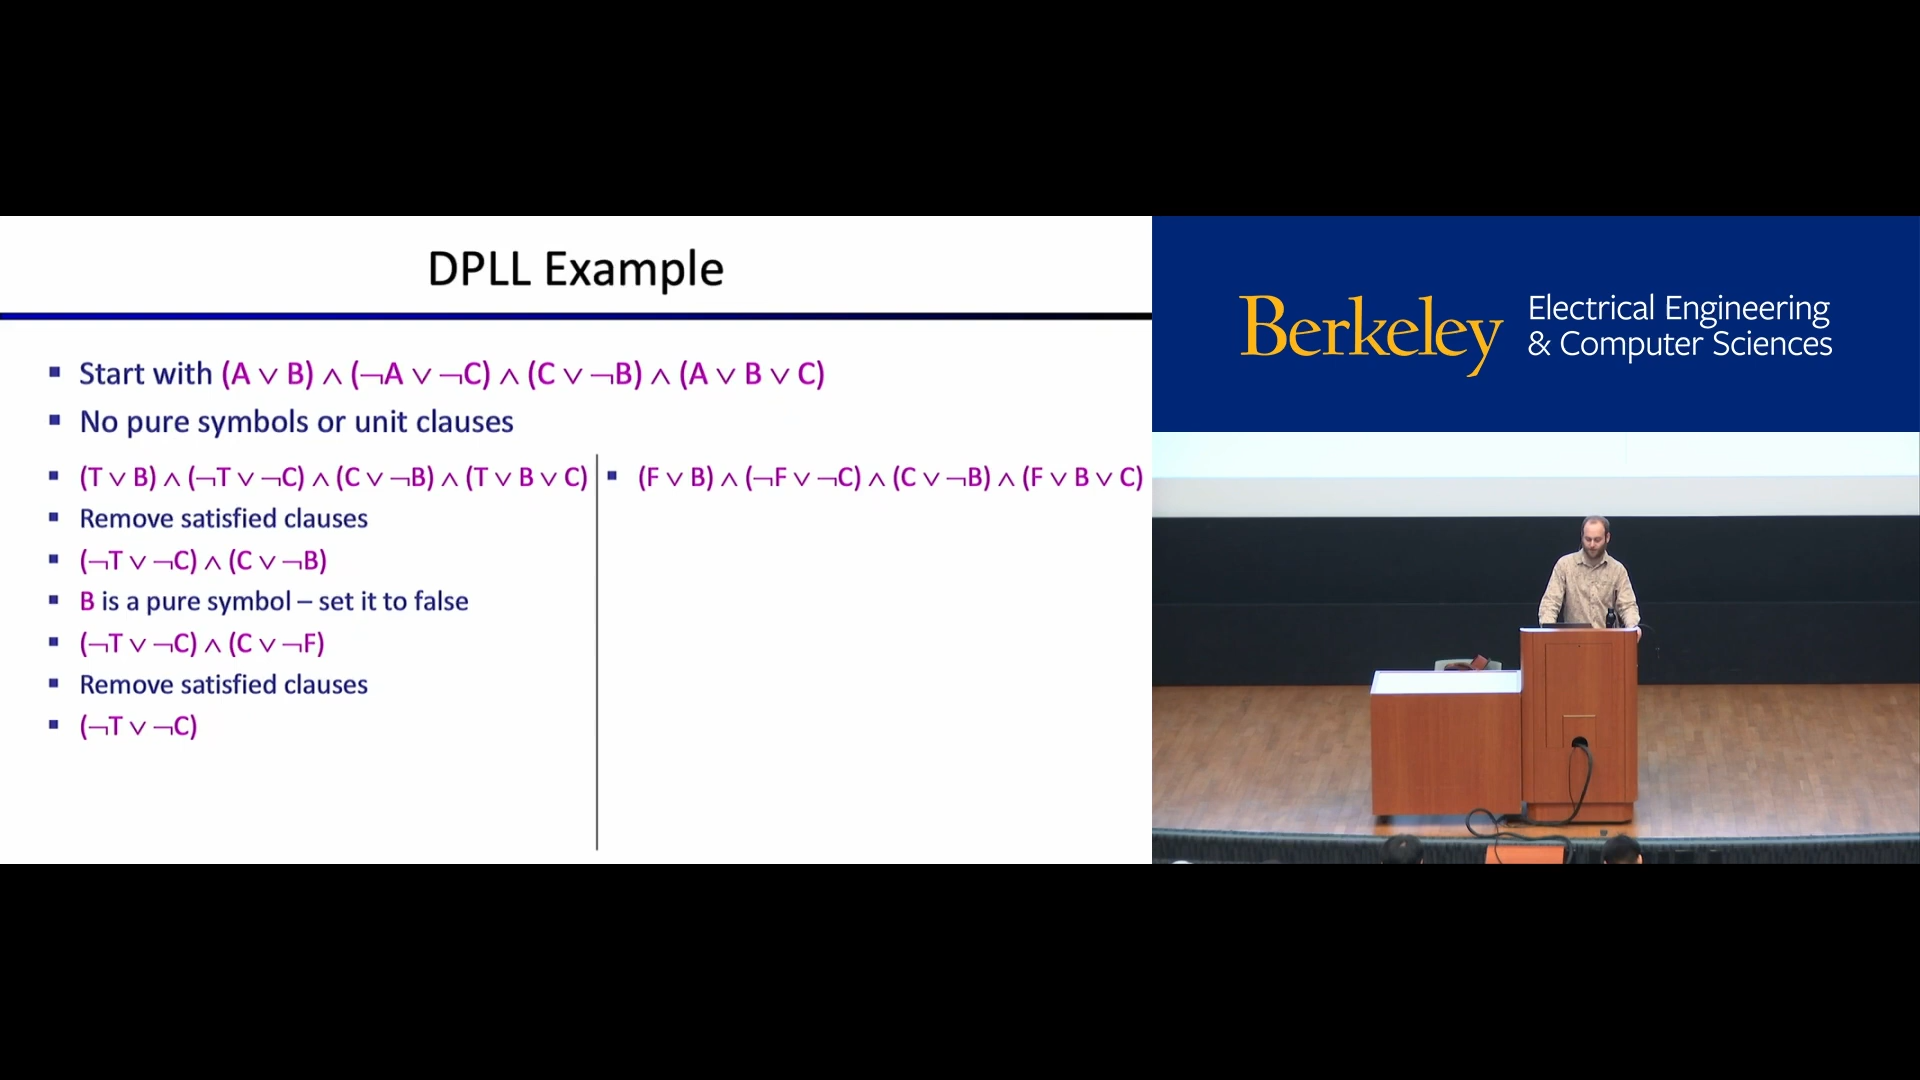 DPLL Example
▪ Start with (A ∨ B) ∧ (¬A ∨ ¬C) ∧ (C ∨ ¬B) ∧ (A ∨ B ∨ C)
▪ No pure symbols or unit clauses
▪ (T ∨ B) ∧ (¬T ∨ ¬C) ∧ (C ∨ ¬B) ∧ (T ∨ B ∨ C)
▪ Remove satisfied clauses
▪ (¬T ∨ ¬C) ∧ (C ∨ ¬B)
▪ B is a pure symbol – set it to false
▪ (¬T ∨ ¬C) ∧ (C ∨ ¬F)
▪ Remove satisfied clauses
▪ (¬T ∨ ¬C)
▪ (F ∨ B) ∧ (¬F ∨ ¬C) ∧ (C ∨ ¬B) ∧ (F ∨ B ∨ C)
Berkeley
Electrical Engineering
& Computer Sciences